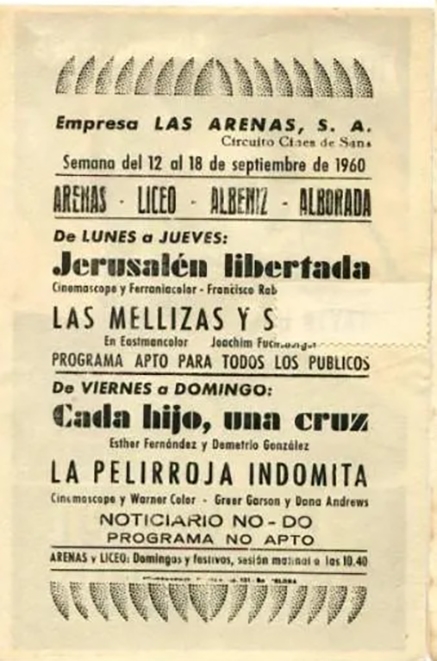 Empresa LAS ARENAS, S. A.
Circuito Cines de Sans
Semana del 12 al 18 de septiembre de 1960
ARENAS - LICEO - ALBENIZ - ALBORADA
De LUNES a JUEVES:
Jerusalén libertada
Cinemascope y Ferraniacolor - Francisco Rab
LAS MELLIZAS Y S
En Eastmancolor Joachim
PROGRAMA APTO PARA TODOS LOS PUBLICOS
De VIERNES a DOMINGO:
Cada hijo, una cruz
Esther Fernández y Demetrio González
LA PELIRROJA INDOMITA
Cinemascope y Warner Color - Greer Garson y Dana Andrews
NOTICIARIO NO-DO
PROGRAMA NO APTO
ARENAS y LICEO: Domingos y festivos, sesión matinal a las 10.40